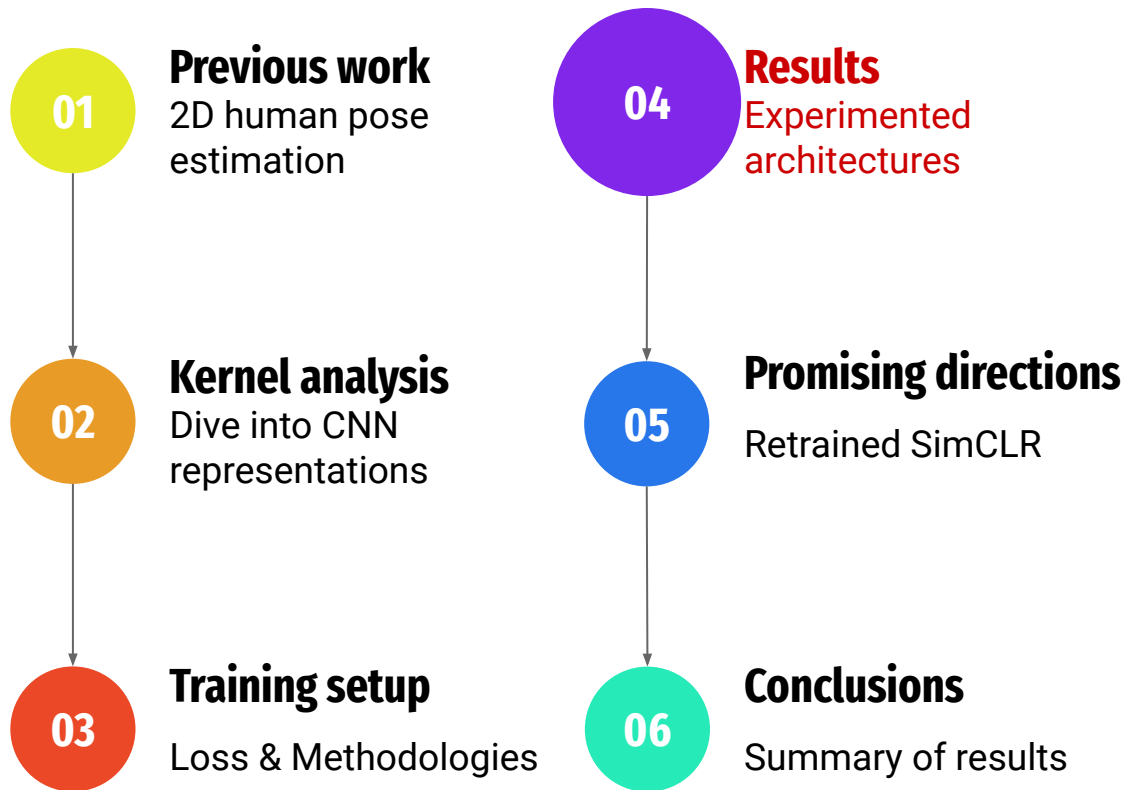 01
Previous work
2D human pose
estimation
02
Kernel analysis
Dive into CNN
representations
03
Training setup
Loss & Methodologies
04
Results
Experimented
architectures
05
Promising directions
Retrained SimCLR
06
Conclusions
Summary of results